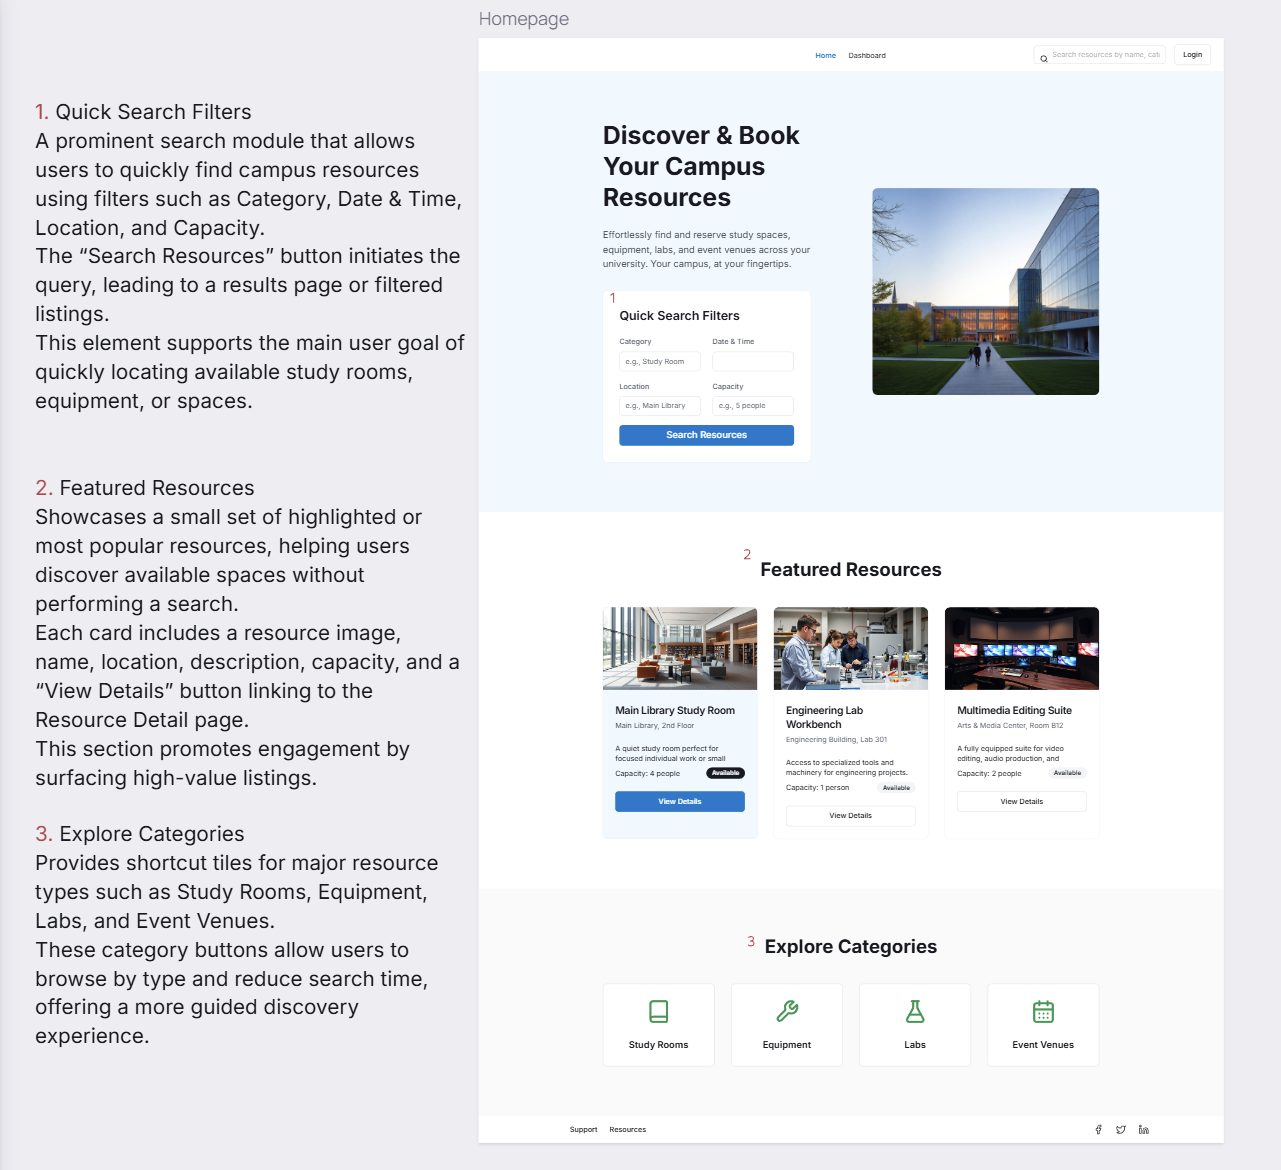 Homepage
1. Quick Search Filters
A prominent search module that allows
users to quickly find campus resources
using filters such as Category, Date & Time,
Location, and Capacity.
The “Search Resources” button initiates the
query, leading to a results page or filtered
listings.
This element supports the main user goal of
quickly locating available study rooms,
equipment, or spaces.
2. Featured Resources
Showcases a small set of highlighted or
most popular resources, helping users
discover available spaces without
performing a search.
Each card includes a resource image,
name, location, description, capacity, and a
“View Details” button linking to the
Resource Detail page.
This section promotes engagement by
surfacing high-value listings.
3. Explore Categories
Provides shortcut tiles for major resource
types such as Study Rooms, Equipment,
Labs, and Event Venues.
These category buttons allow users to
browse by type and reduce search time,
offering a more guided discovery
experience.
Home Dashboard
Search resources by name, cat
Login
Discover & Book
Your Campus
Resources
Effortlessly find and reserve study spaces,
equipment, labs, and event venues across your
university. Your campus, at your fingertips.
1
Quick Search Filters
Category Date & Time
e.g., Study Room
Location Capacity
e.g., Main Library e.g., 5 people
Search Resources
2
Featured Resources
Main Library Study Room
Main Library, 2nd Floor
A quiet study room perfect for
focused individual work or small
Capacity: 4 people Available
View Details
Engineering Lab
Workbench
Engineering Building, Lab 301
Access to specialized tools and
machinery for engineering projects.
Capacity: 1 person Available
View Details
Multimedia Editing Suite
Arts & Media Center, Room B12
A fully equipped suite for video
editing, audio production, and
Capacity: 2 people Available
View Details
3
Explore Categories
Study Rooms
Equipment
Labs
Event Venues
Support Resources